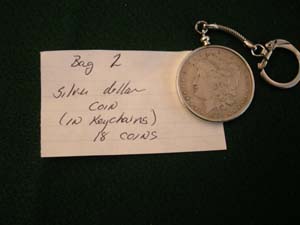 Bag 2
Silver dollar
COIN
(IN Keychains)
18 COINS